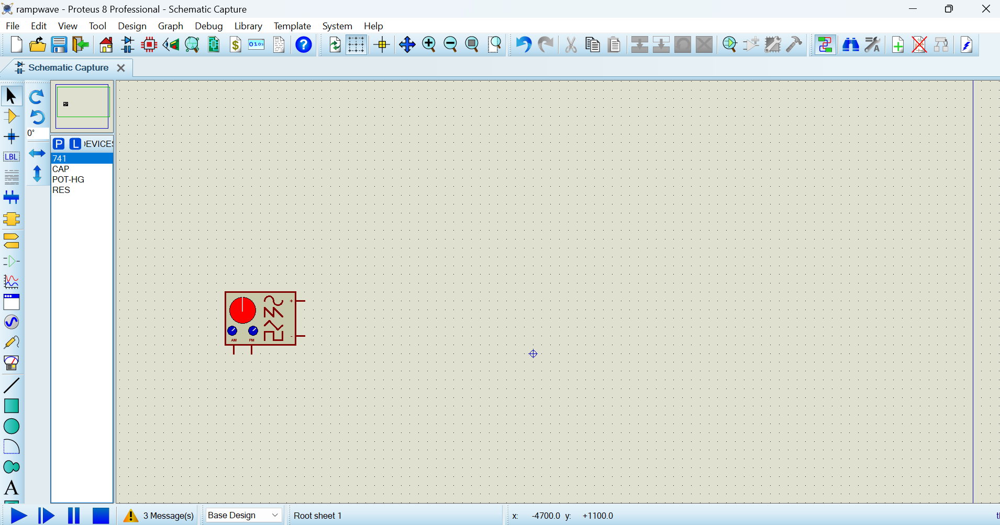 rampwave - Proteus 8 Professional - Schematic Capture
File Edit View Tool Design Graph Debug Library Template System Help
$ 0101 ? A
Schematic Capture
0°
P L DEVICES
741
CAP
POT-HG
RES
LBL
+
-
AM FM
A
3 Message(s) Base Design Root sheet 1 x: -4700.0 y: +1100.0